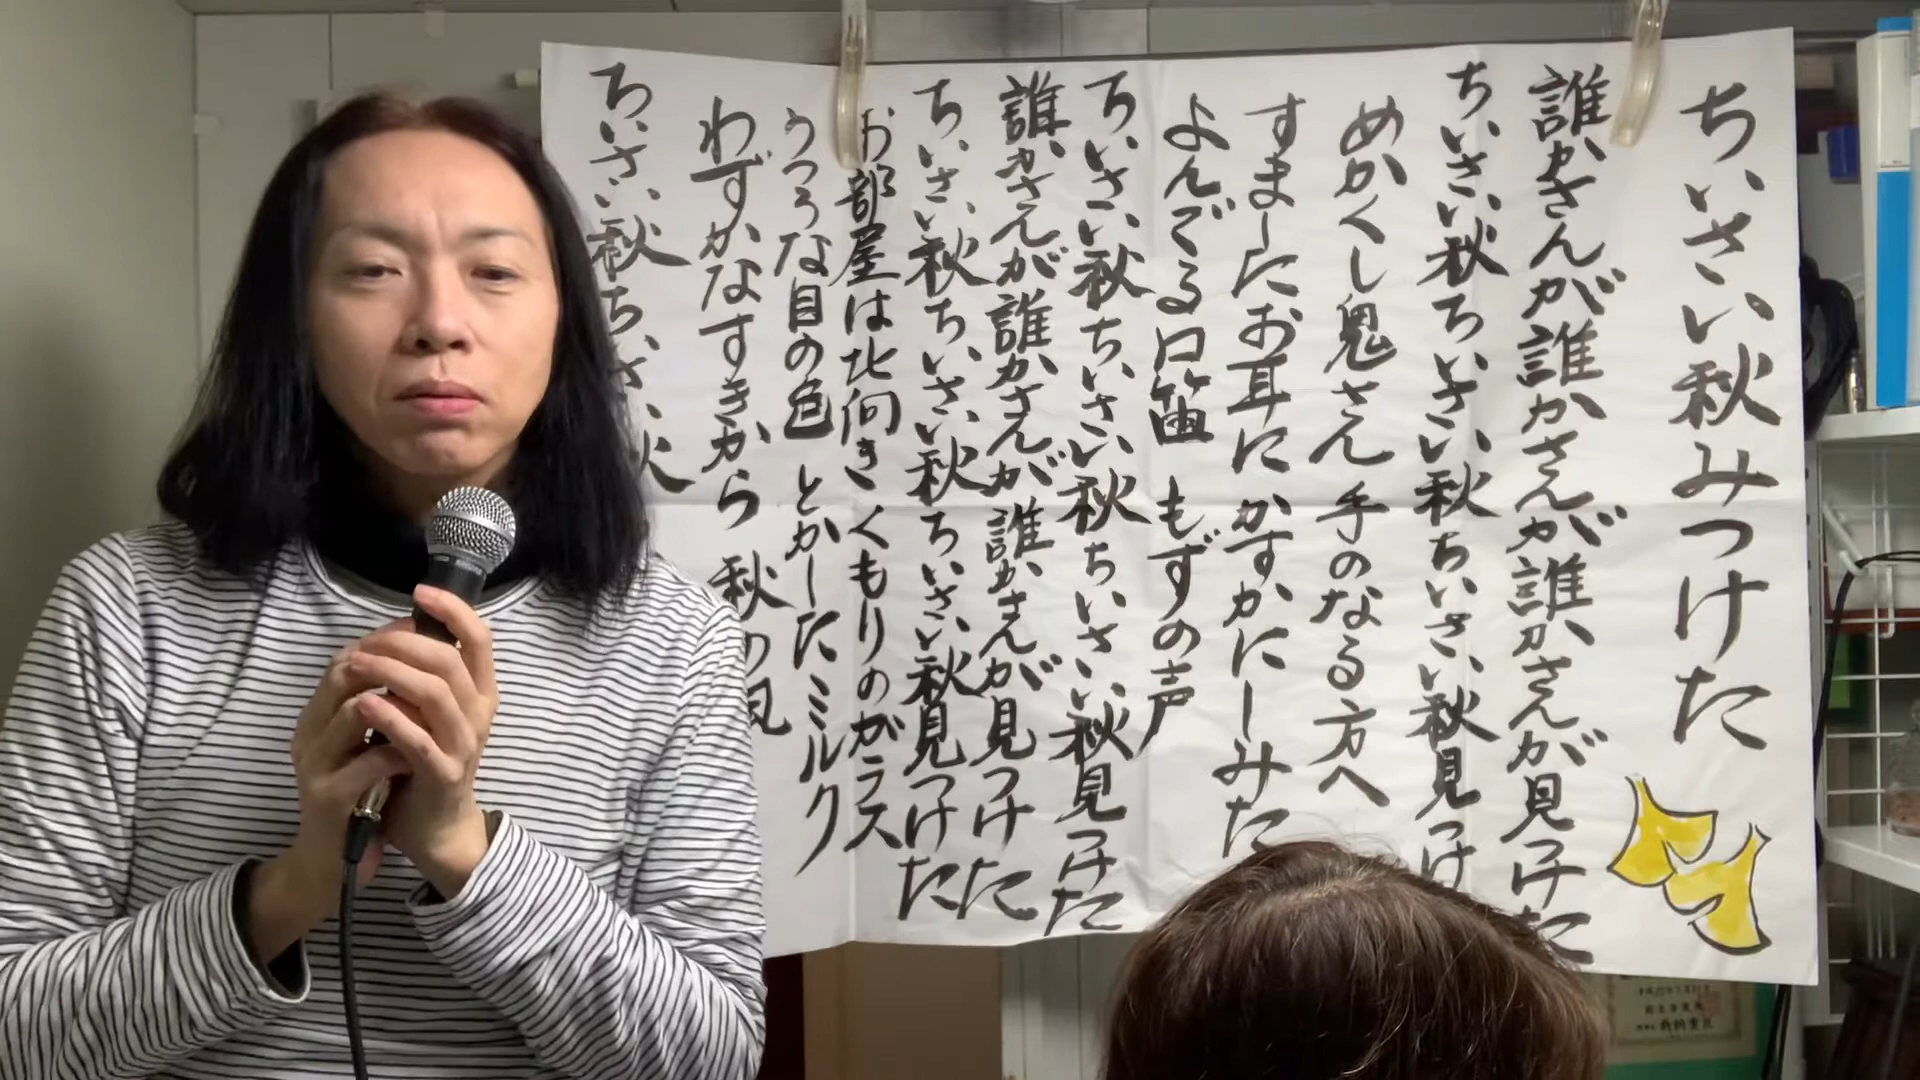 ちいさい秋みつけた
誰かさんが誰かさんが誰かさんが見つけた
ちいさい秋ちいさい秋ちいさい秋見つけ
めかくし鬼さん 手のなる方へ
すましたお耳に かすかにしみた
よんでる口笛 もずの声
ちいさい秋ちいさい秋ちいさい秋見つけた
誰かさんが誰かさんが誰かさんが見つけた
ちいさい秋ちいさい秋ちいさい秋見つけた
お部屋は北向き くもりのガラス
うつろな目の色 とかしたミルク
わずかなすきから 秋の風
ちいさい秋ちいさい秋